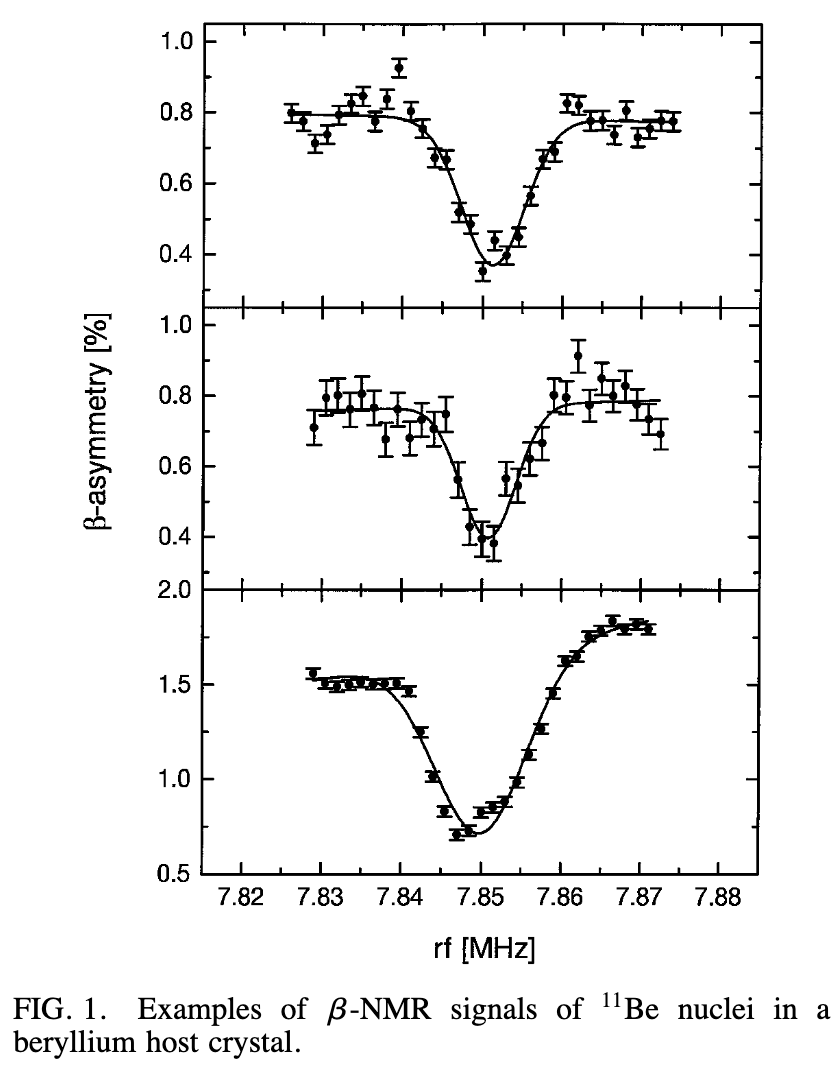 1.0
0.8
0.6
0.4
1.0
0.8
0.6
0.4
2.0
1.5
1.0
0.5
β-asymmetry [%]
7.82 7.83 7.84 7.85 7.86 7.87 7.88
rf [MHz]
FIG. 1. Examples of β-NMR signals of ¹¹Be nuclei in a
beryllium host crystal.